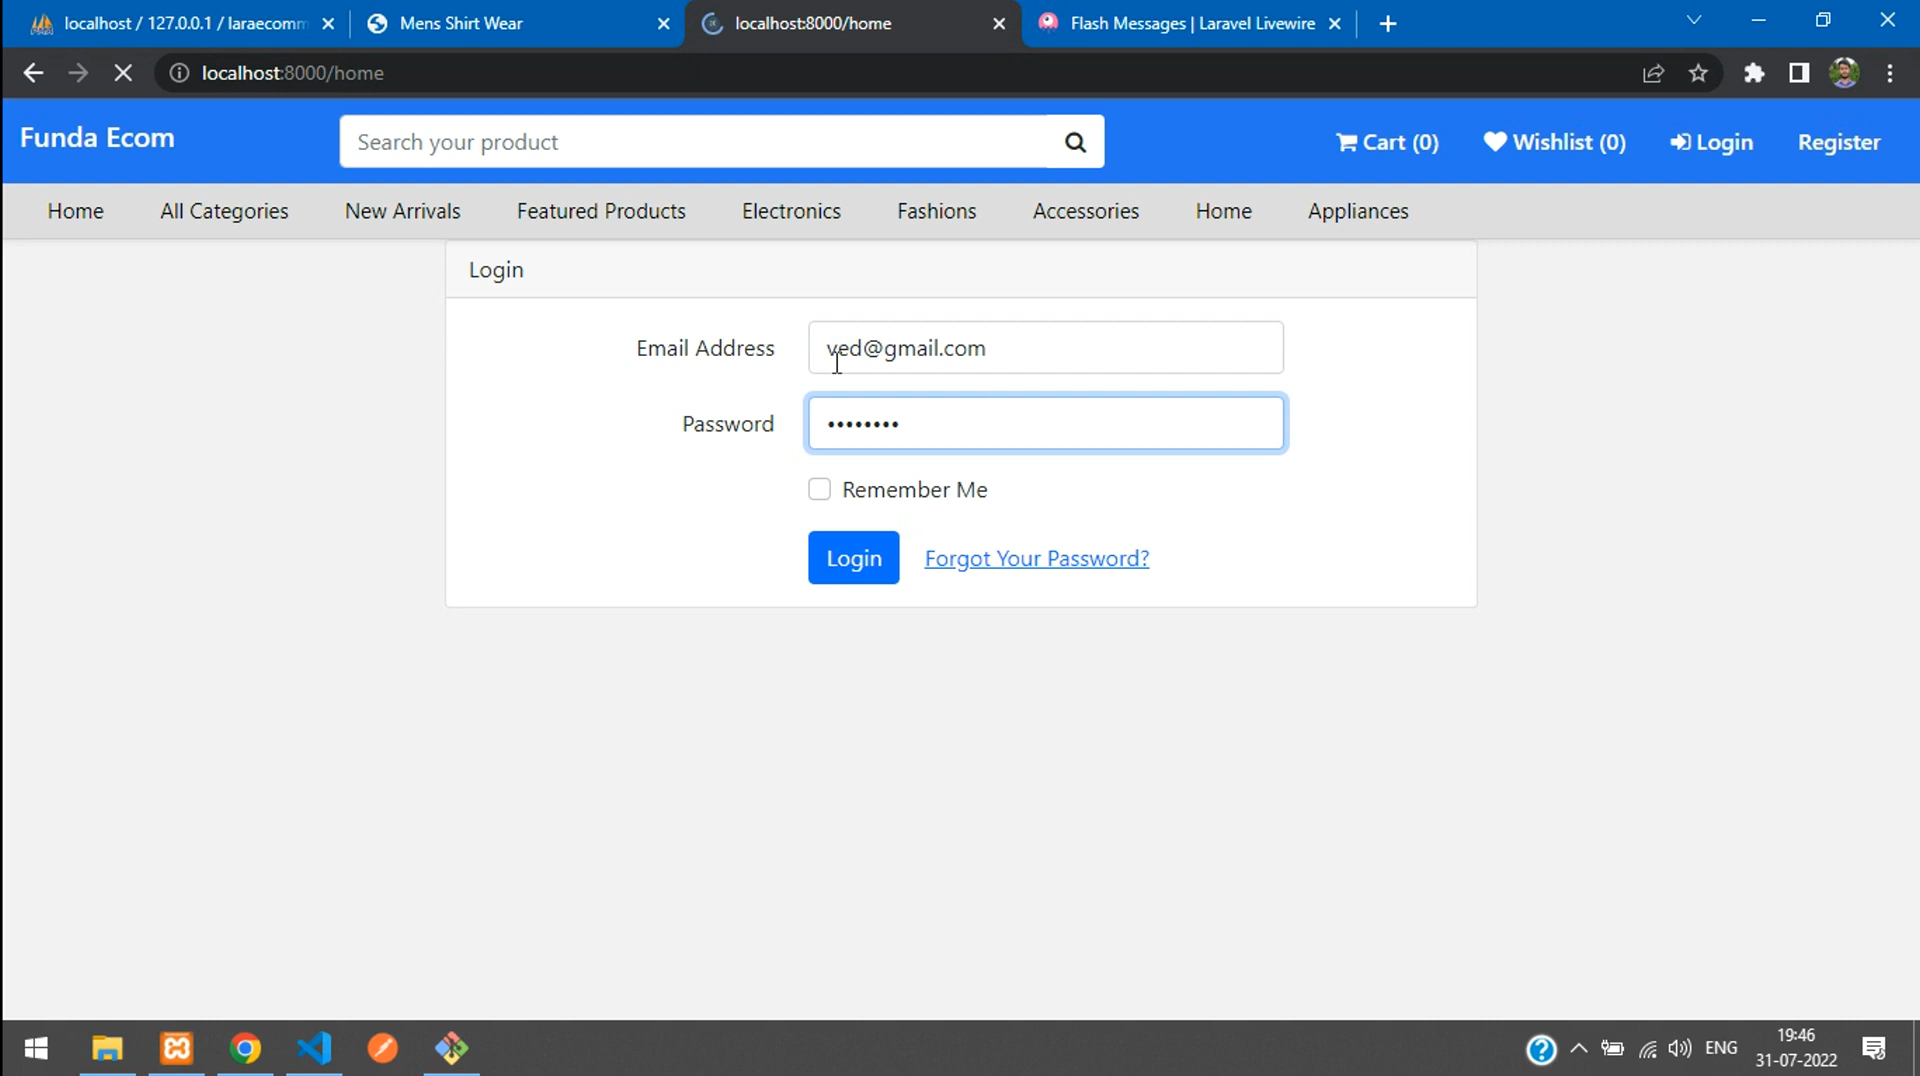 localhost / 127.0.0.1 / laraecomm
Mens Shirt Wear
localhost:8000/home
Flash Messages | Laravel Livewire
localhost:8000/home
Funda Ecom
Search your product
Cart (0)
Wishlist (0)
Login
Register
Home
All Categories
New Arrivals
Featured Products
Electronics
Fashions
Accessories
Home
Appliances
Login
Email Address
ved@gmail.com
Password
••••••••
Remember Me
Login
Forgot Your Password?
ENG
19:46
31-07-2022